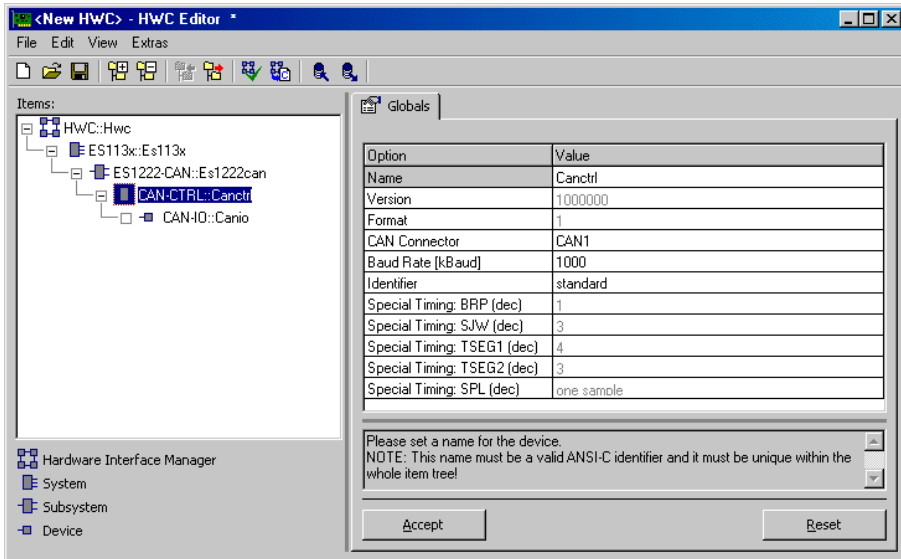 <New HWC> - HWC Editor *
File Edit View Extras
Items:
HWC::Hwc
ES113x::Es113x
ES1222-CAN::Es1222can
CAN-CTRL::Canctrl
CAN-IO::Canio
Hardware Interface Manager
System
Subsystem
Device
Globals
Option Value
Name Canctrl
Version 1000000
Format 1
CAN Connector CAN1
Baud Rate [kBaud] 1000
Identifier standard
Special Timing: BRP (dec) 1
Special Timing: SJW (dec) 3
Special Timing: TSEG1 (dec) 4
Special Timing: TSEG2 (dec) 3
Special Timing: SPL (dec) one sample
Please set a name for the device.
NOTE: This name must be a valid ANSI-C identifier and it must be unique within the
whole item tree!
Accept Reset